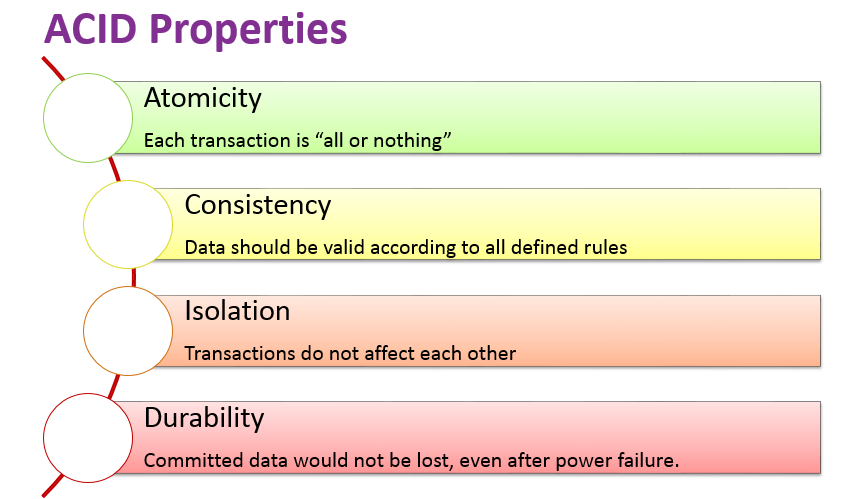 ACID Properties
Atomicity
Each transaction is “all or nothing”
Consistency
Data should be valid according to all defined rules
Isolation
Transactions do not affect each other
Durability
Committed data would not be lost, even after power failure.